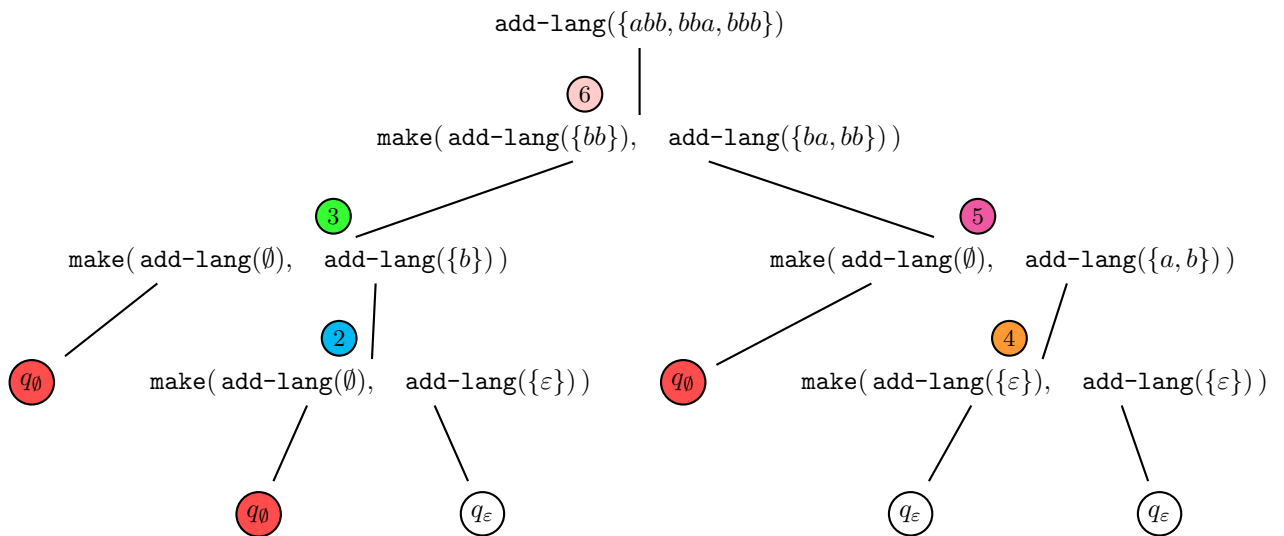 add-lang({abb, bba, bbb})
6
make( add-lang({bb}), add-lang({ba, bb}) )
3 5
make( add-lang(∅), add-lang({b}) ) make( add-lang(∅), add-lang({a, b}) )
2 4
q∅ make( add-lang(∅), add-lang({ε}) ) q∅ make( add-lang({ε}), add-lang({ε}) )
q∅ qε qε qε